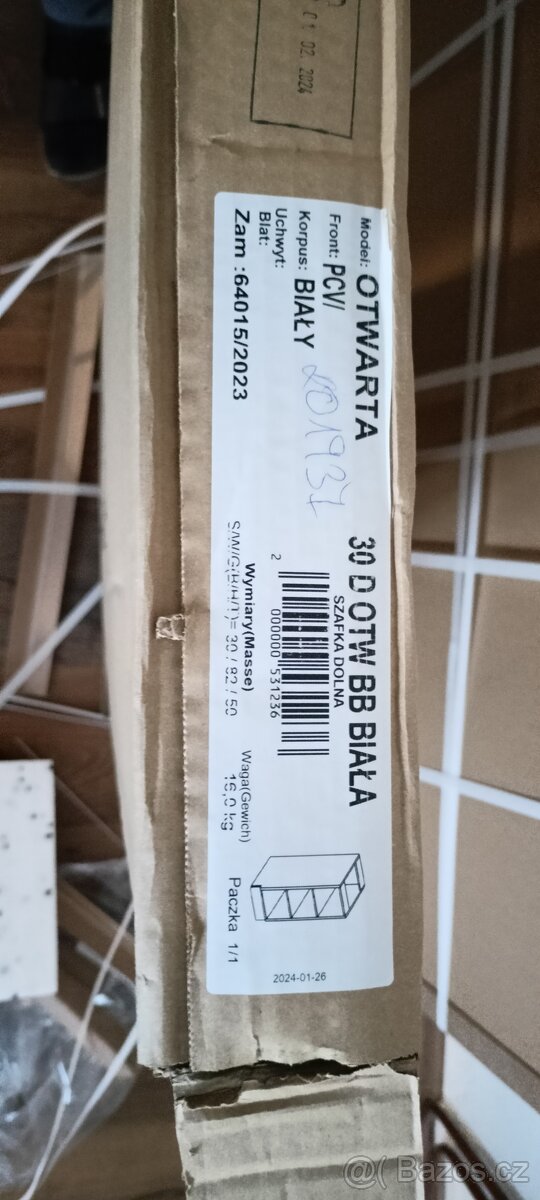 01 02. 2024
Model: OTWARTA
30 D OTW BB BIAŁA
Front: PCV/
SZAFKA DOLNA
Korpus: BIAŁY
201937
Uchwyt:
Blat:
2 000000 531236
Zam :64015/2023
Wymiary(Masse)
S/W/G(B/H/T)= 30 / 82 / 50
Waga(Gewich)
16,0 kg
Paczka 1/1
2024-01-26
@ Bazos.cz